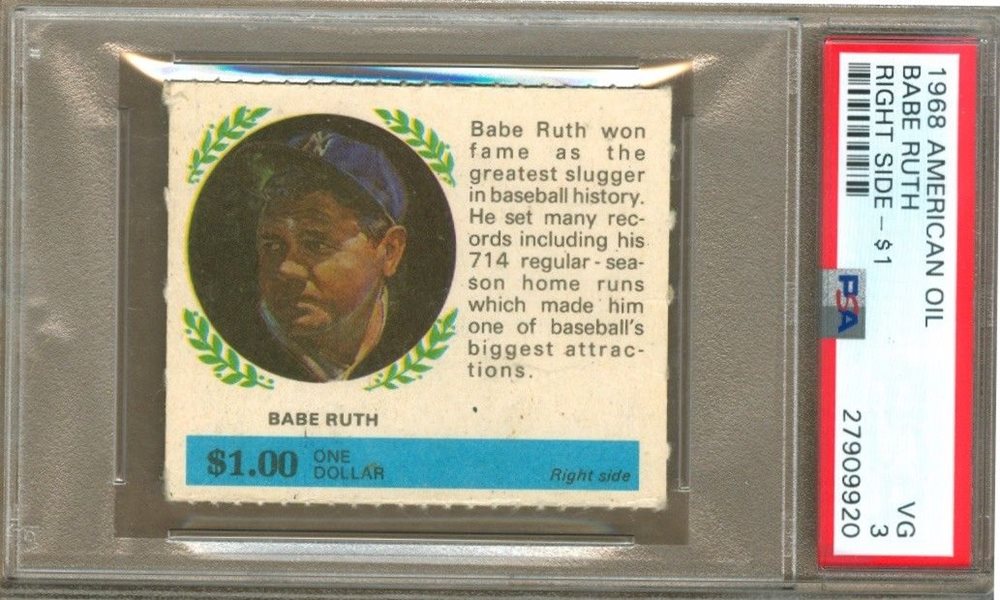 Babe Ruth won
fame as the
greatest slugger
in baseball history.
He set many rec-
ords including his
714 regular-sea-
son home runs
which made him
one of baseball's
biggest attrac-
tions.
BABE RUTH
$1.00 ONE
DOLLAR
Right side
1968 AMERICAN OIL
BABE RUTH
RIGHT SIDE - $1
VG
3
PSA
27909920
NY